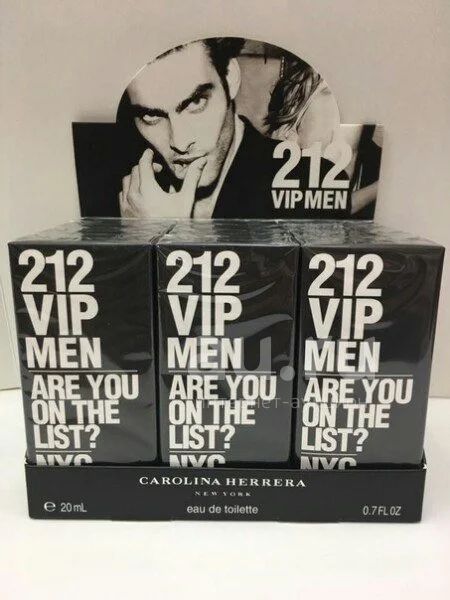 212
VIP MEN
212
VIP
MEN
ARE YOU
ON THE
LIST?
NYC
212
VIP
MEN
ARE YOU
ON THE
LIST?
NYC
212
VIP
MEN
ARE YOU
ON THE
LIST?
NYC
CAROLINA HERRERA
NEW YORK
℮ 20 mL eau de toilette 0.7 FL OZ